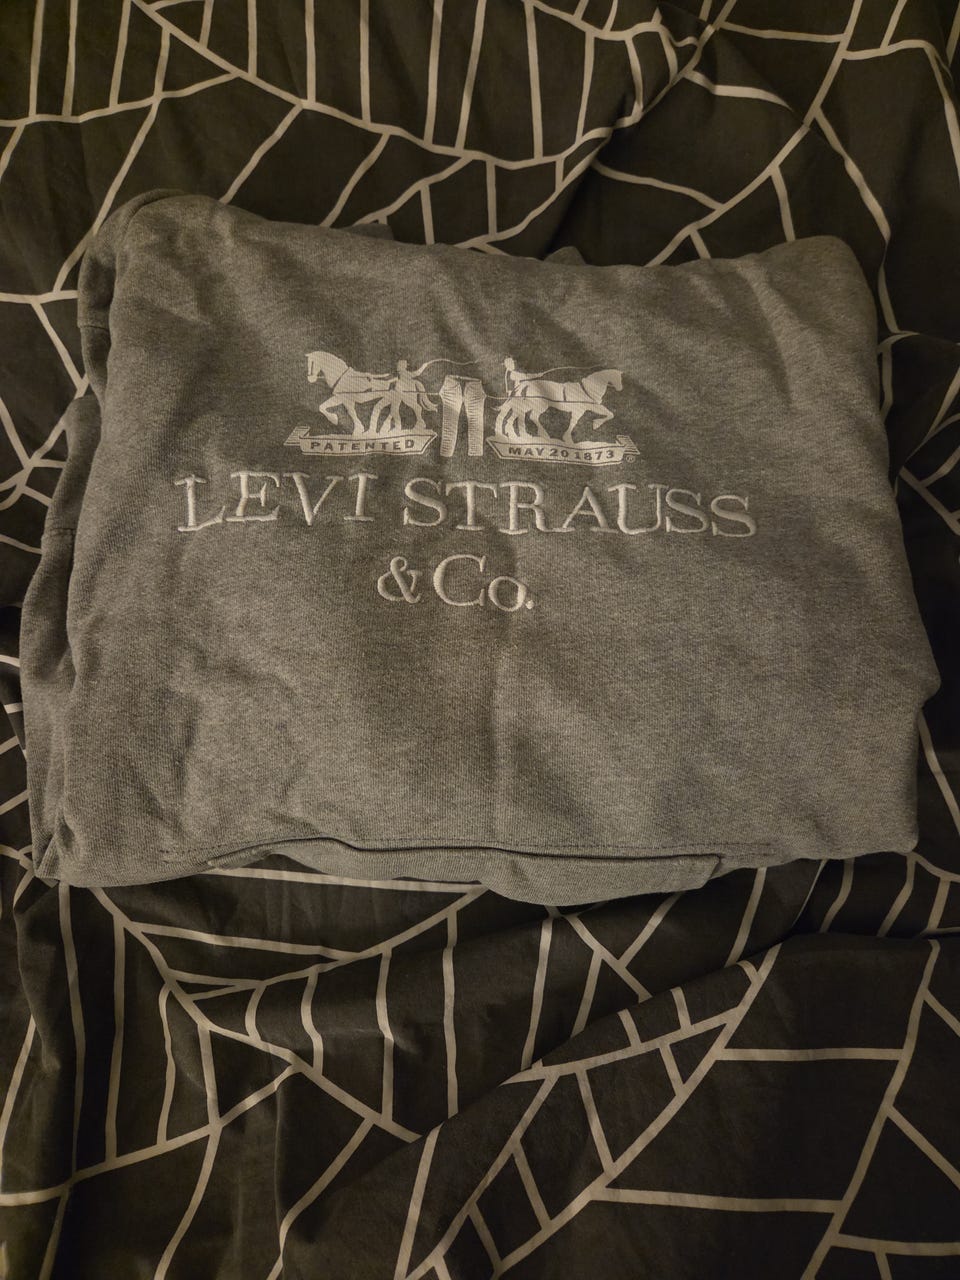 PATENTED MAY 20 1873
LEVI STRAUSS
& Co.